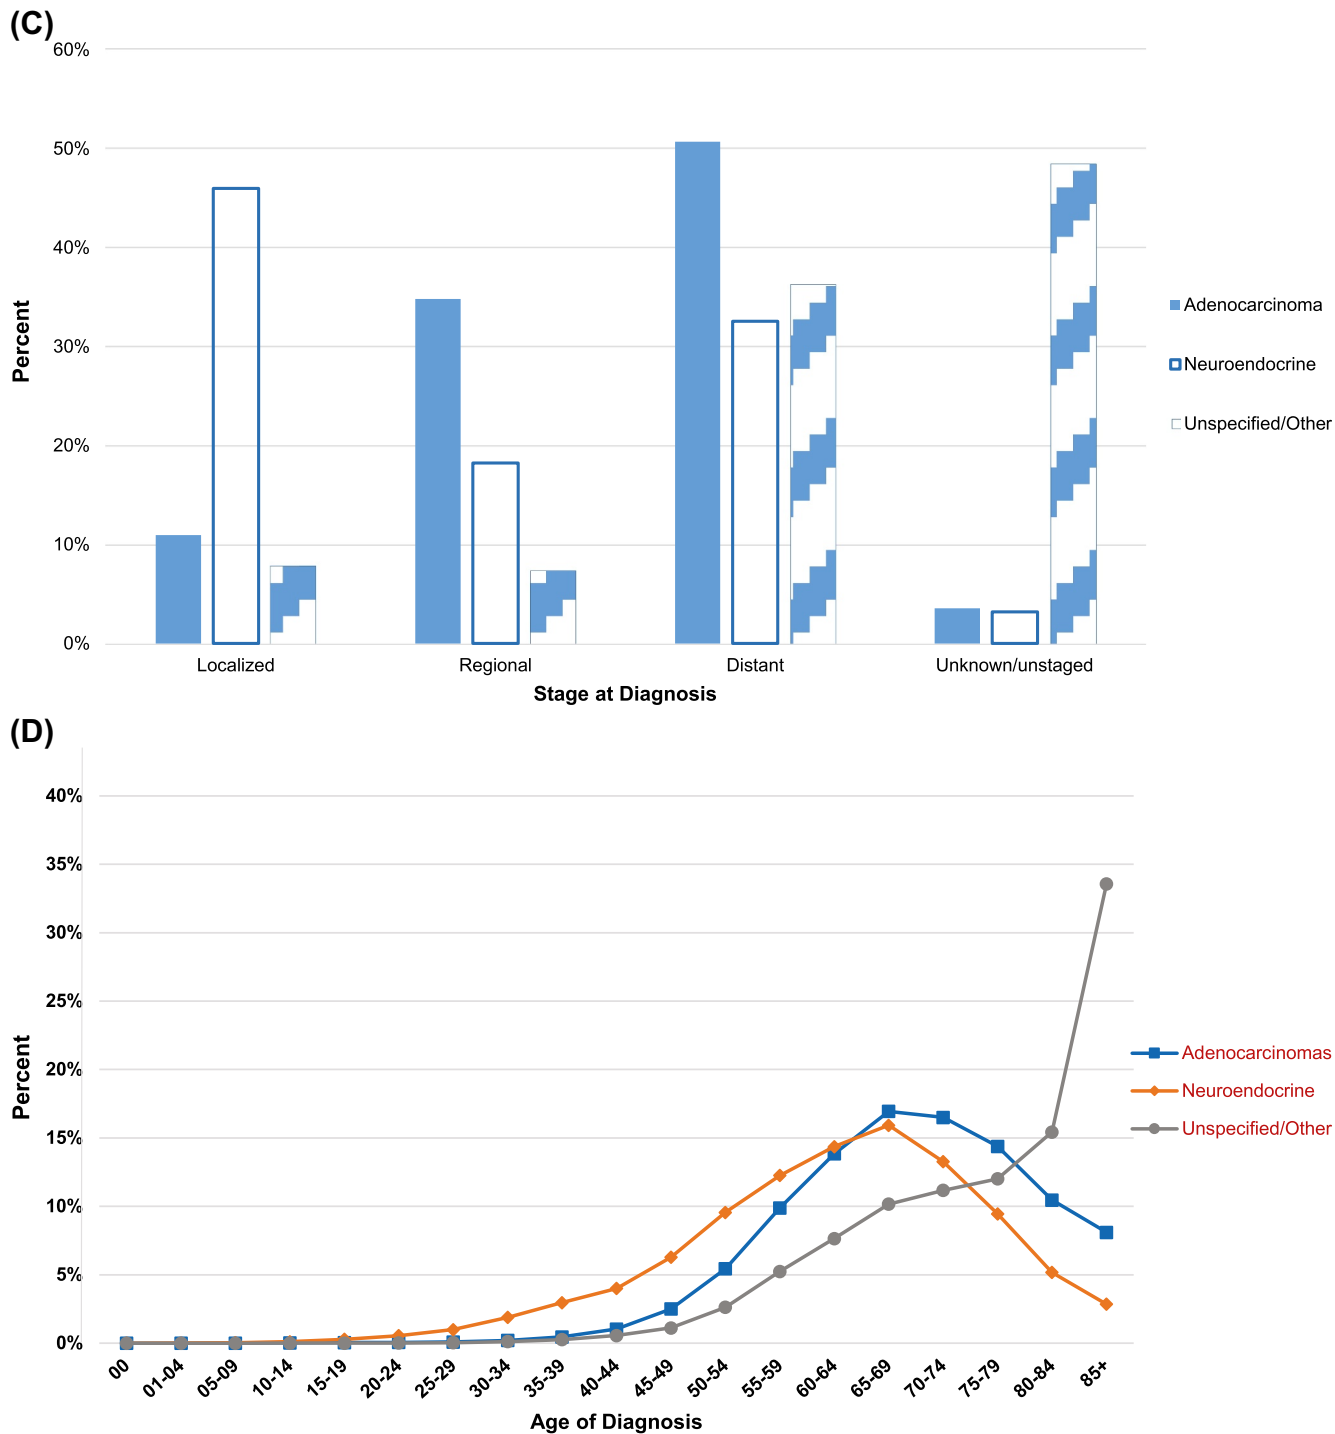 (C)
60%
50%
40%
30%
20%
10%
0%
Percent
Localized
Regional
Distant
Unknown/unstaged
Stage at Diagnosis
Adenocarcinoma
Neuroendocrine
Unspecified/Other
(D)
40%
35%
30%
25%
20%
15%
10%
5%
0%
Percent
00
01-04
05-09
10-14
15-19
20-24
25-29
30-34
35-39
40-44
45-49
50-54
55-59
60-64
65-69
70-74
75-79
80-84
85+
Age of Diagnosis
Adenocarcinomas
Neuroendocrine
Unspecified/Other